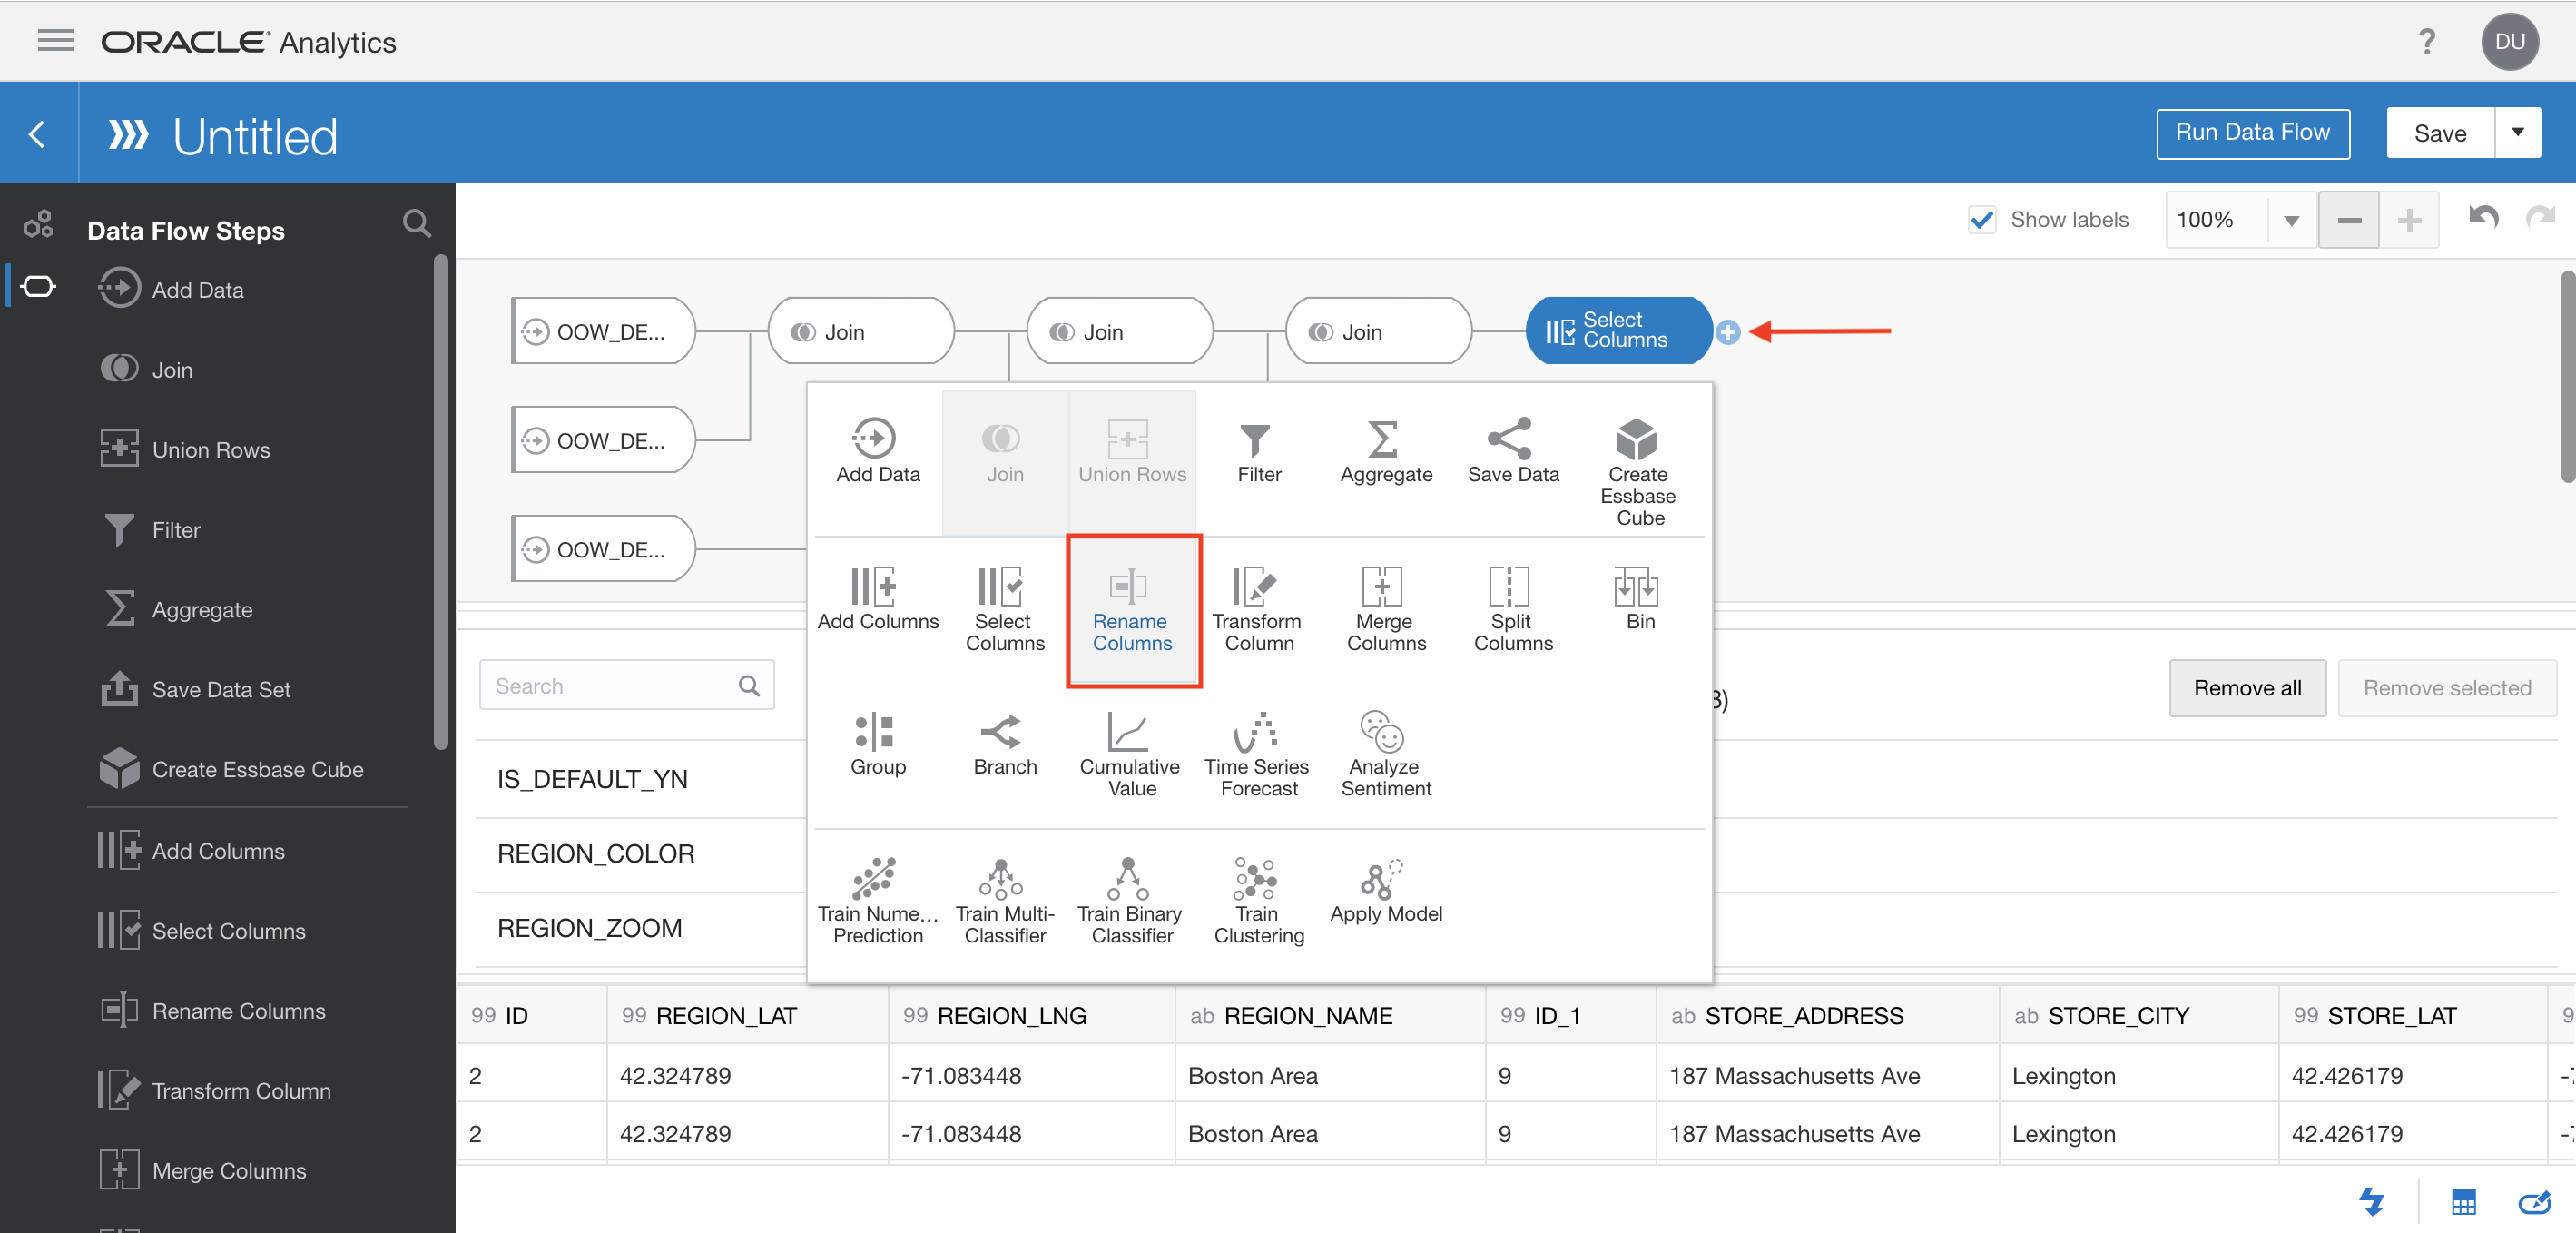 ORACLE Analytics
?
DU
Untitled
Run Data Flow
Save
Data Flow Steps
Show labels
100%
Add Data
Join
Union Rows
Filter
Aggregate
Save Data Set
Create Essbase Cube
Add Columns
Select Columns
Rename Columns
Transform Column
Merge Columns
OOW_DE...
Join
Join
Join
Select
Columns
OOW_DE...
OOW_DE...
Add Data
Join
Union Rows
Filter
Aggregate
Save Data
Create
Essbase
Cube
Add Columns
Select
Columns
Rename
Columns
Transform
Column
Merge
Columns
Split
Columns
Bin
Group
Branch
Cumulative
Value
Time Series
Forecast
Analyze
Sentiment
Train Nume...
Prediction
Train Multi-
Classifier
Train Binary
Classifier
Train
Clustering
Apply Model
Search
Remove all
Remove selected
IS_DEFAULT_YN
REGION_COLOR
REGION_ZOOM
99 ID
99 REGION_LAT
99 REGION_LNG
ab REGION_NAME
99 ID_1
ab STORE_ADDRESS
ab STORE_CITY
99 STORE_LAT
2
42.324789
-71.083448
Boston Area
9
187 Massachusetts Ave
Lexington
42.426179
2
42.324789
-71.083448
Boston Area
9
187 Massachusetts Ave
Lexington
42.426179